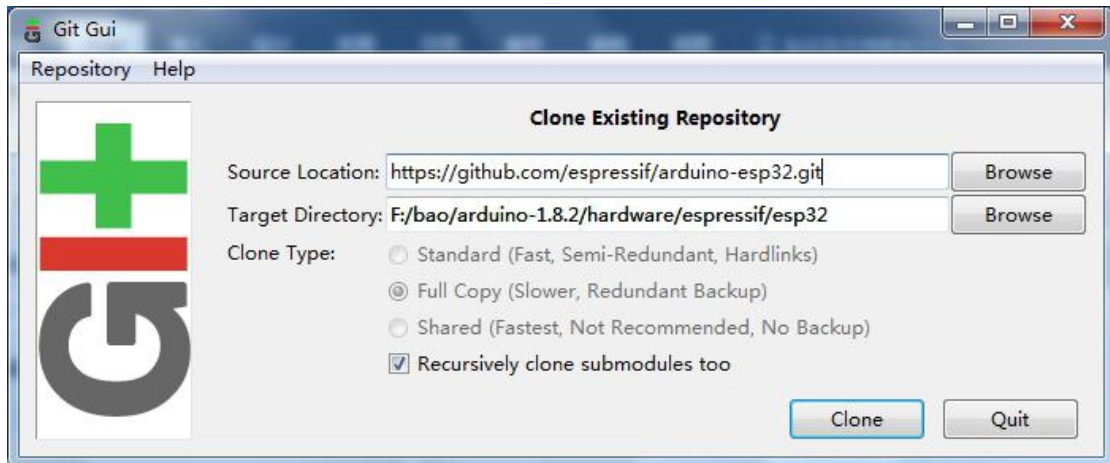 Git Gui
Repository Help
GIT
Clone Existing Repository
Source Location: https://github.com/espressif/arduino-esp32.git Browse
Target Directory: F:/bao/arduino-1.8.2/hardware/espressif/esp32 Browse
Clone Type: Standard (Fast, Semi-Redundant, Hardlinks)
Full Copy (Slower, Redundant Backup)
Shared (Fastest, Not Recommended, No Backup)
Recursively clone submodules too
Clone Quit